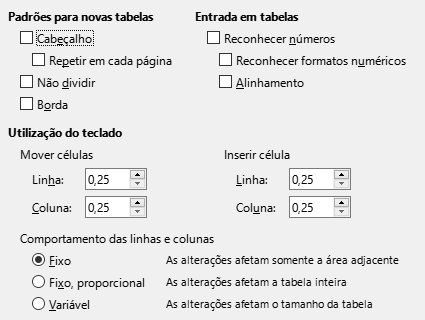 Padrões para novas tabelas
Entrada em tabelas
Cabeçalho
Reconhecer números
Repetir em cada página
Reconhecer formatos numéricos
Não dividir
Alinhamento
Borda
Utilização do teclado
Mover células
Inserir célula
Linha: 0,25
Linha: 0,25
Coluna: 0,25
Coluna: 0,25
Comportamento das linhas e colunas
Fixo As alterações afetam somente a área adjacente
Fixo, proporcional As alterações afetam a tabela inteira
Variável As alterações afetam o tamanho da tabela